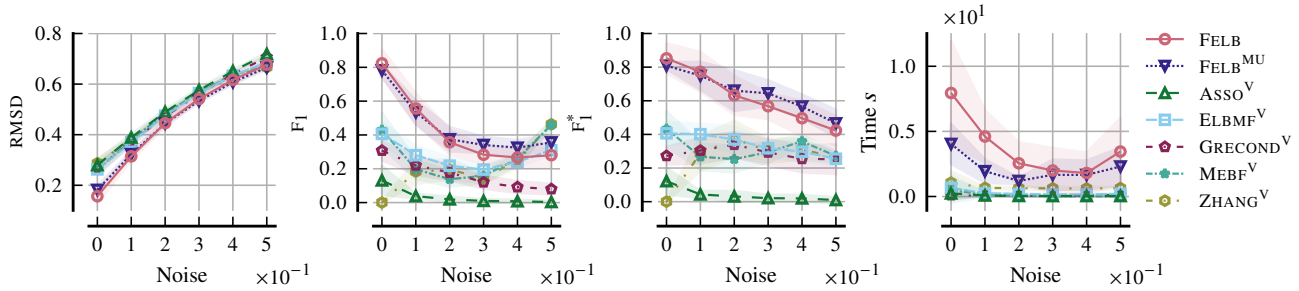 RMSD
0.8
0.6
0.4
0.2
0 1 2 3 4 5
Noise ×10⁻¹
F₁
1.0
0.8
0.6
0.4
0.2
0.0
0 1 2 3 4 5
Noise ×10⁻¹
F₁*
1.0
0.8
0.6
0.4
0.2
0.0
0 1 2 3 4 5
Noise ×10⁻¹
×10¹
Time s
1.0
0.5
0.0
0 1 2 3 4 5
Noise ×10⁻¹
FELB
FELB^MU
ASSO^V
ELBMF^V
GRECOND^V
MEBF^V
ZHANG^V